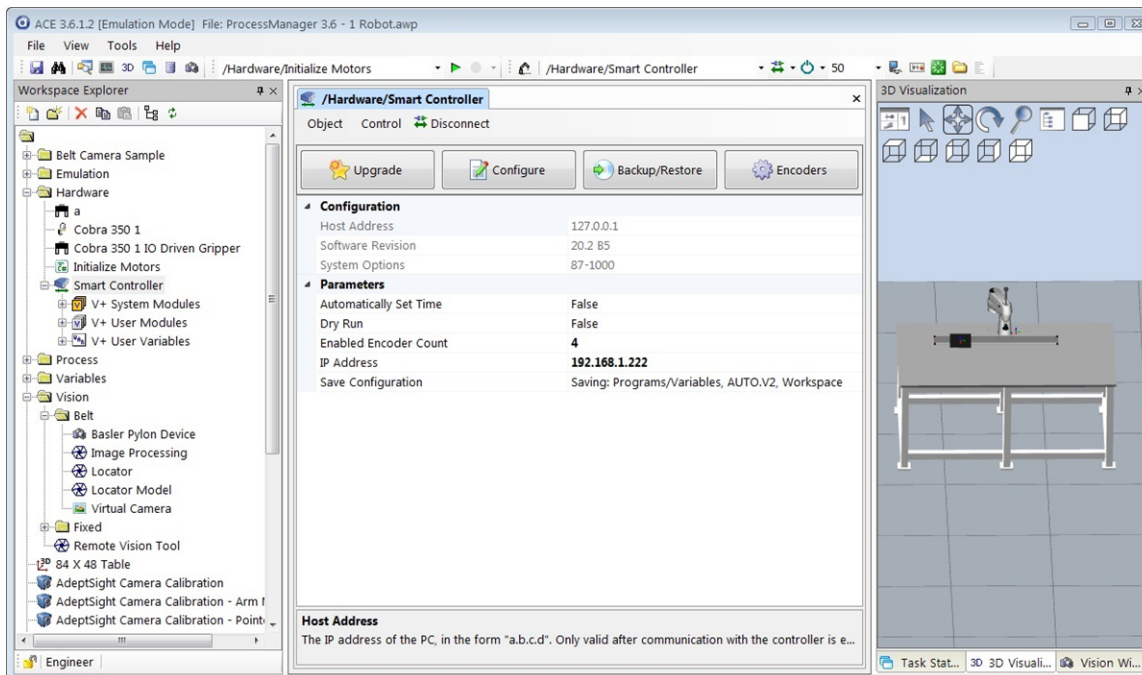 ACE 3.6.1.2 [Emulation Mode] File: ProcessManager 3.6 - 1 Robot.awp
File View Tools Help
3D /Hardware/Initialize Motors /Hardware/Smart Controller 50
Workspace Explorer
Belt Camera Sample
Emulation
Hardware
a
Cobra 350 1
Cobra 350 1 IO Driven Gripper
Initialize Motors
Smart Controller
V+ System Modules
V+ User Modules
V+ User Variables
Process
Variables
Vision
Belt
Basler Pylon Device
Image Processing
Locator
Locator Model
Virtual Camera
Fixed
Remote Vision Tool
84 X 48 Table
AdeptSight Camera Calibration
AdeptSight Camera Calibration - Arm
AdeptSight Camera Calibration - Point
Engineer
/Hardware/Smart Controller
Object Control Disconnect
Upgrade Configure Backup/Restore Encoders
Configuration
Host Address 127.0.0.1
Software Revision 20.2 B5
System Options 87-1000
Parameters
Automatically Set Time False
Dry Run False
Enabled Encoder Count 4
IP Address 192.168.1.222
Save Configuration Saving: Programs/Variables, AUTO.V2, Workspace
Host Address
The IP address of the PC, in the form "a.b.c.d". Only valid after communication with the controller is e...
3D Visualization
Task Stat... 3D 3D Visuali... Vision Wi...